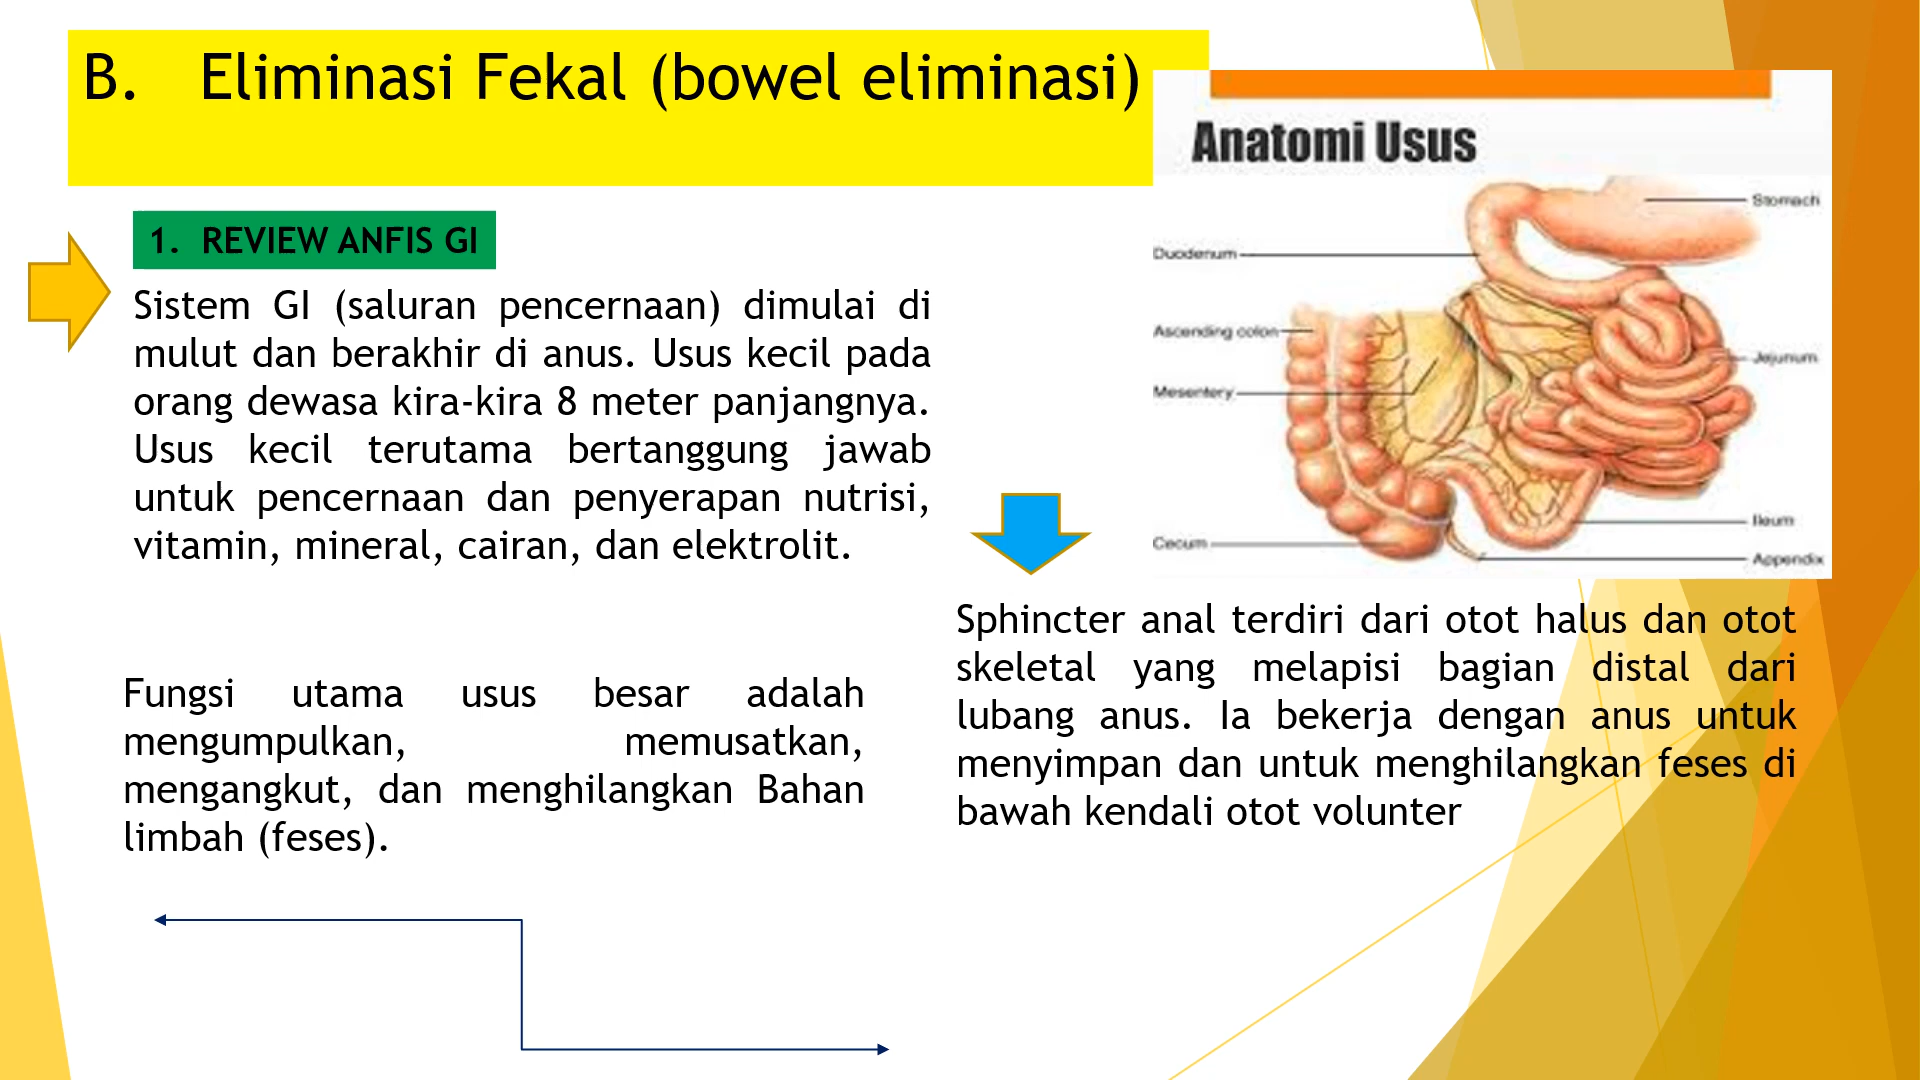 B. Eliminasi Fekal (bowel eliminasi)
1. REVIEW ANFIS GI
Sistem GI (saluran pencernaan) dimulai di
mulut dan berakhir di anus. Usus kecil pada
orang dewasa kira-kira 8 meter panjangnya.
Usus kecil terutama bertanggung jawab
untuk pencernaan dan penyerapan nutrisi,
vitamin, mineral, cairan, dan elektrolit.
Fungsi utama usus besar adalah
mengumpulkan, memusatkan,
mengangkut, dan menghilangkan Bahan
limbah (feses).
Anatomi Usus
Stomach
Duodenum
Ascending colon
Jejunum
Mesentery
Ileum
Cecum
Appendix
Sphincter anal terdiri dari otot halus dan otot
skeletal yang melapisi bagian distal dari
lubang anus. Ia bekerja dengan anus untuk
menyimpan dan untuk menghilangkan feses di
bawah kendali otot volunter